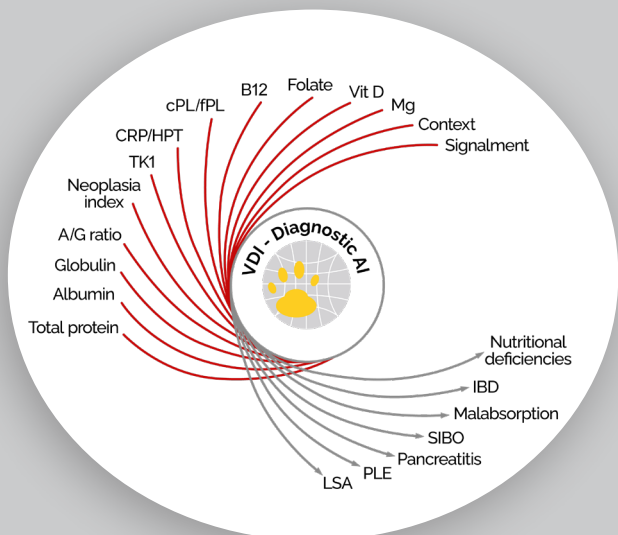 B12
Folate
Vit D
Mg
Context
Signalment
cPL/fPL
CRP/HPT
TK1
Neoplasia
index
A/G ratio
Globulin
Albumin
Total protein
VDI - Diagnostic AI
Nutritional
deficiencies
IBD
Malabsorption
SIBO
Pancreatitis
PLE
LSA